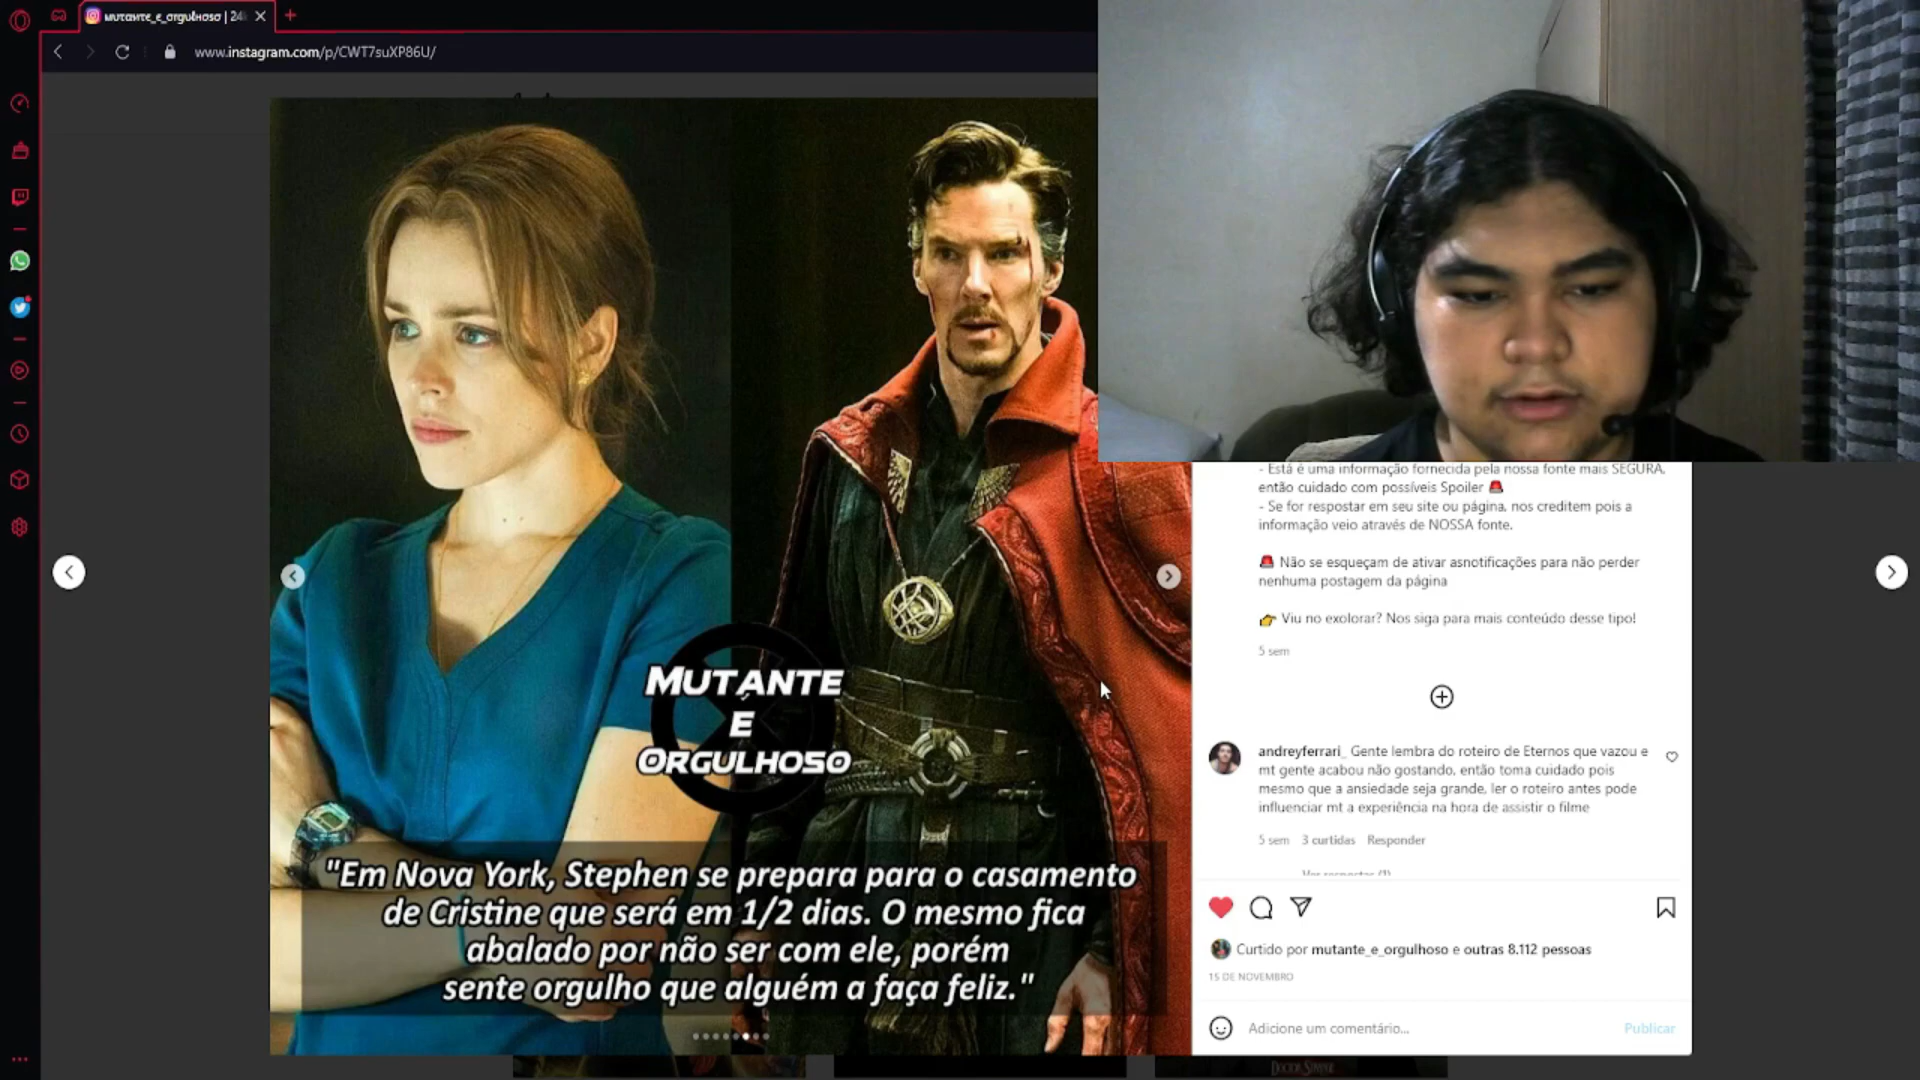 мυтαитє_є_σяgυℓнσѕσ | 24
www.instagram.com/p/CWT7suXP86U/
MUTANTE
E
ORGULHOSO
"Em Nova York, Stephen se prepara para o casamento
de Cristine que será em 1/2 dias. O mesmo fica
abalado por não ser com ele, porém
sente orgulho que alguém a faça feliz."
- Está é uma informação fornecida pela nossa fonte mais SEGURA,
então cuidado com possíveis Spoiler 🚨
- Se for respostar em seu site ou página, nos creditem pois a
informação veio através de NOSSA fonte.
🚨 Não se esqueçam de ativar asnotificações para não perder
nenhuma postagem da página
👉 Viu no exolorar? Nos siga para mais conteúdo desse tipo!
5 sem
andreyferrari_ Gente lembra do roteiro de Eternos que vazou e
mt gente acabou não gostando, então toma cuidado pois
mesmo que a ansiedade seja grande, ler o roteiro antes pode
influenciar mt a experiência na hora de assistir o filme
5 sem 3 curtidas Responder
Ver respostas (1)
Curtido por mutante_e_orgulhoso e outras 8.112 pessoas
15 DE NOVEMBRO
Adicione um comentário... Publicar
DOCTOR STRANGE